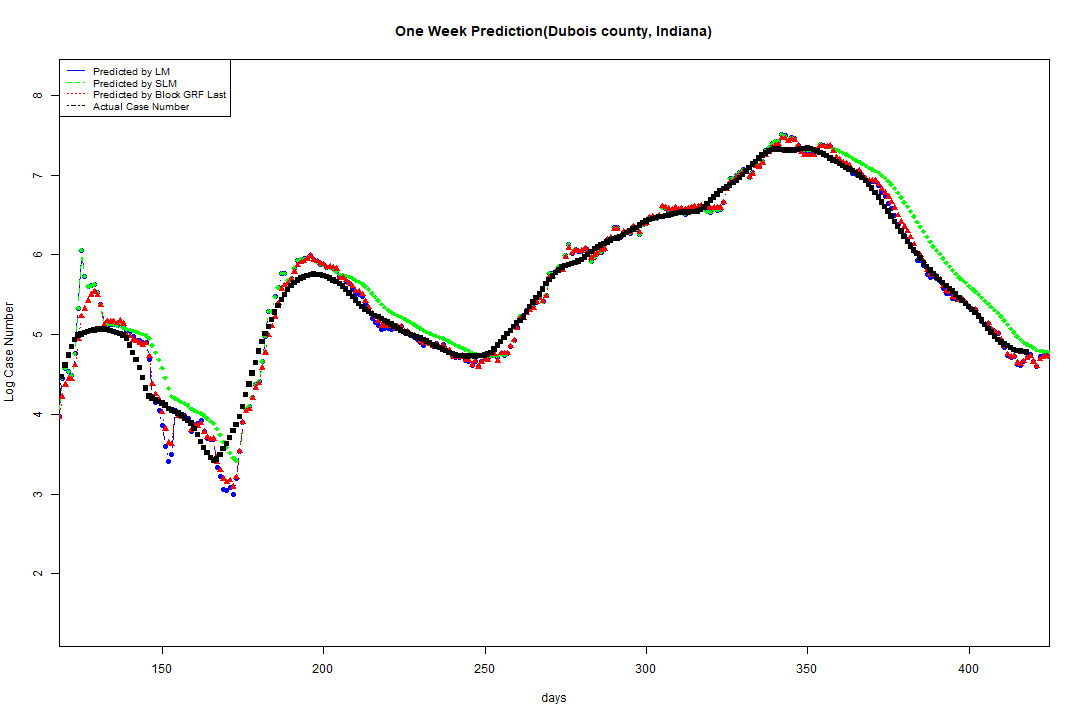 One Week Prediction(Dubois county, Indiana)
Predicted by LM
Predicted by SLM
Predicted by Block GRF Last
Actual Case Number
8
7
6
5
4
3
2
Log Case Number
150 200 250 300 350 400
days